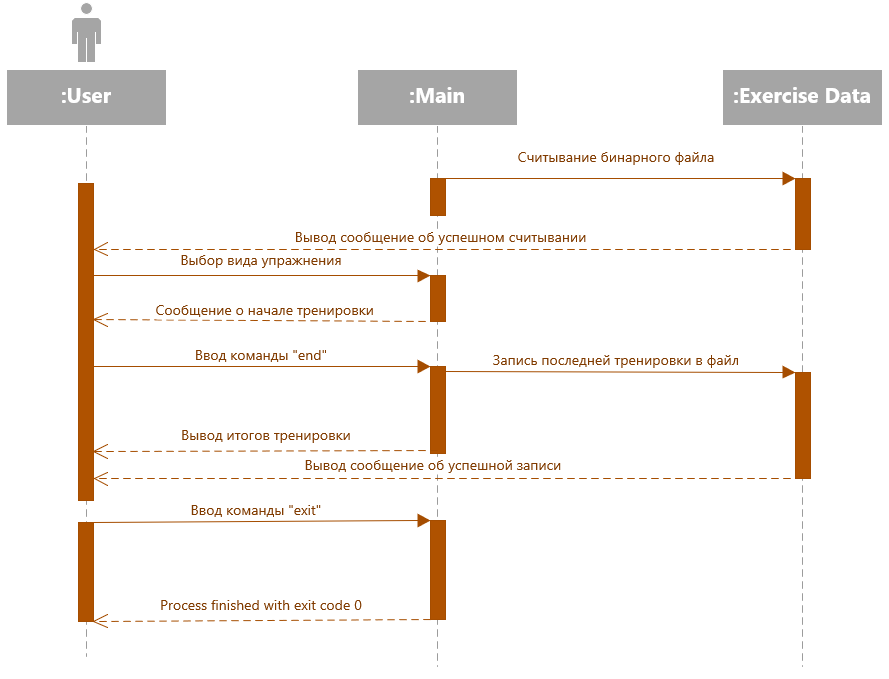 :User
:Main
:Exercise Data
Считывание бинарного файла
Вывод сообщение об успешном считывании
Выбор вида упражнения
Сообщение о начале тренировки
Ввод команды "end"
Запись последней тренировки в файл
Вывод итогов тренировки
Вывод сообщение об успешной записи
Ввод команды "exit"
Process finished with exit code 0